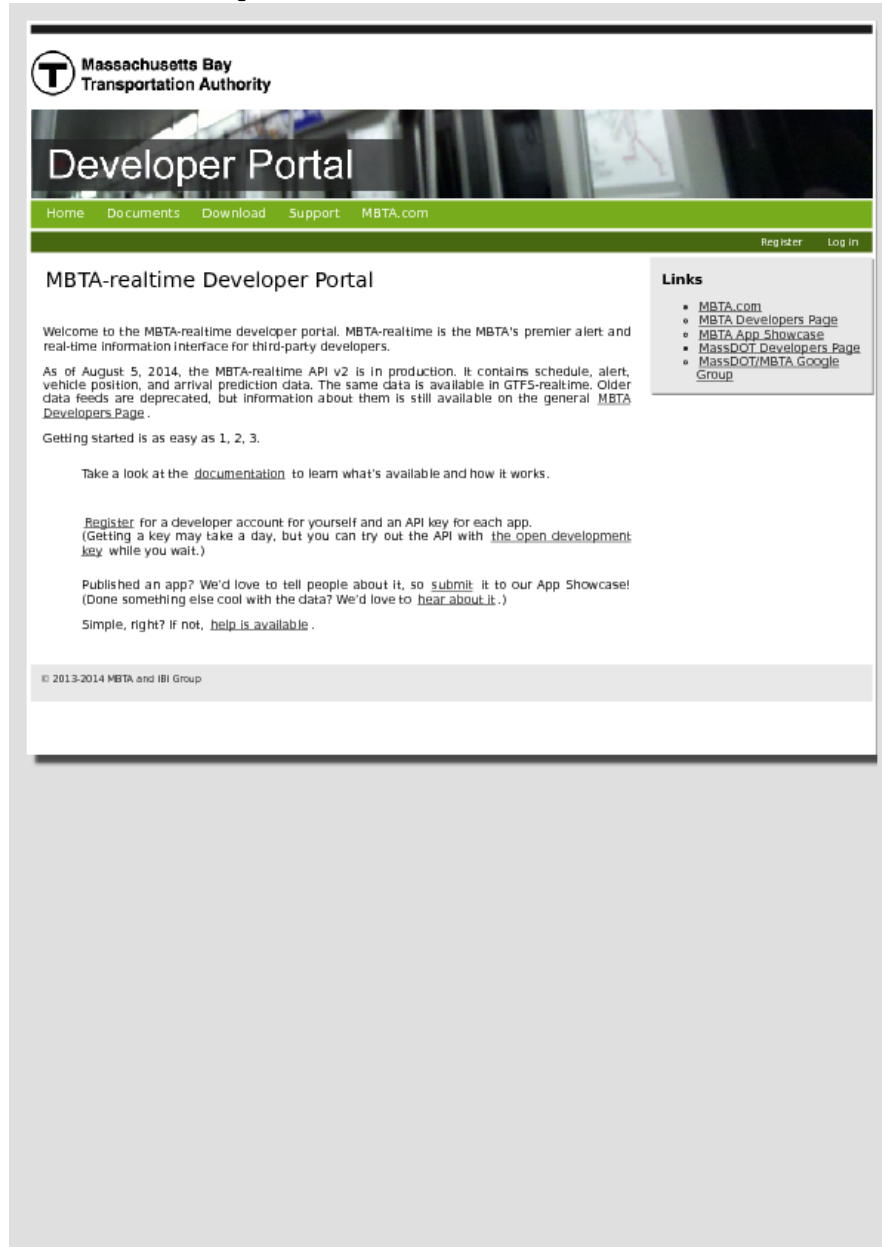 Massachusetts Bay
Transportation Authority
Developer Portal
Home Documents Download Support MBTA.com
Register Log in
MBTA-realtime Developer Portal
Welcome to the MBTA-realtime developer portal. MBTA-realtime is the MBTA's premier alert and
real-time information interface for third-party developers.
As of August 5, 2014, the MBTA-realtime API v2 is in production. It contains schedule, alert,
vehicle position, and arrival prediction data. The same data is available in GTFS-realtime. Older
data feeds are deprecated, but information about them is still available on the general MBTA
Developers Page .
Getting started is as easy as 1, 2, 3.
Take a look at the documentation to learn what's available and how it works.
Register for a developer account for yourself and an API key for each app.
(Getting a key may take a day, but you can try out the API with the open development
key while you wait.)
Published an app? We'd love to tell people about it, so submit it to our App Showcase!
(Done something else cool with the data? We'd love to hear about it .)
Simple, right? If not, help is available .
Links
MBTA.com
MBTA Developers Page
MBTA App Showcase
MassDOT Developers Page
MassDOT/MBTA Google
Group
© 2013-2014 MBTA and IBI Group